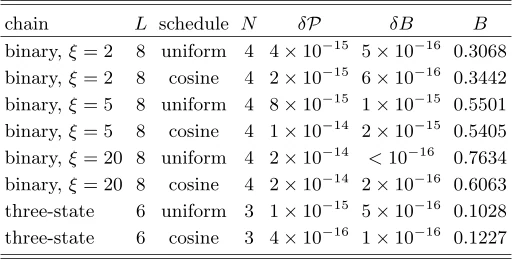 chain L schedule N δP δB B
binary, ξ = 2 8 uniform 4 4 × 10⁻¹⁵ 5 × 10⁻¹⁶ 0.3068
binary, ξ = 2 8 cosine 4 2 × 10⁻¹⁵ 6 × 10⁻¹⁶ 0.3442
binary, ξ = 5 8 uniform 4 8 × 10⁻¹⁵ 1 × 10⁻¹⁵ 0.5501
binary, ξ = 5 8 cosine 4 1 × 10⁻¹⁴ 2 × 10⁻¹⁵ 0.5405
binary, ξ = 20 8 uniform 4 2 × 10⁻¹⁴ < 10⁻¹⁶ 0.7634
binary, ξ = 20 8 cosine 4 2 × 10⁻¹⁴ 2 × 10⁻¹⁶ 0.6063
three-state 6 uniform 3 1 × 10⁻¹⁵ 5 × 10⁻¹⁶ 0.1028
three-state 6 cosine 3 4 × 10⁻¹⁶ 1 × 10⁻¹⁶ 0.1227